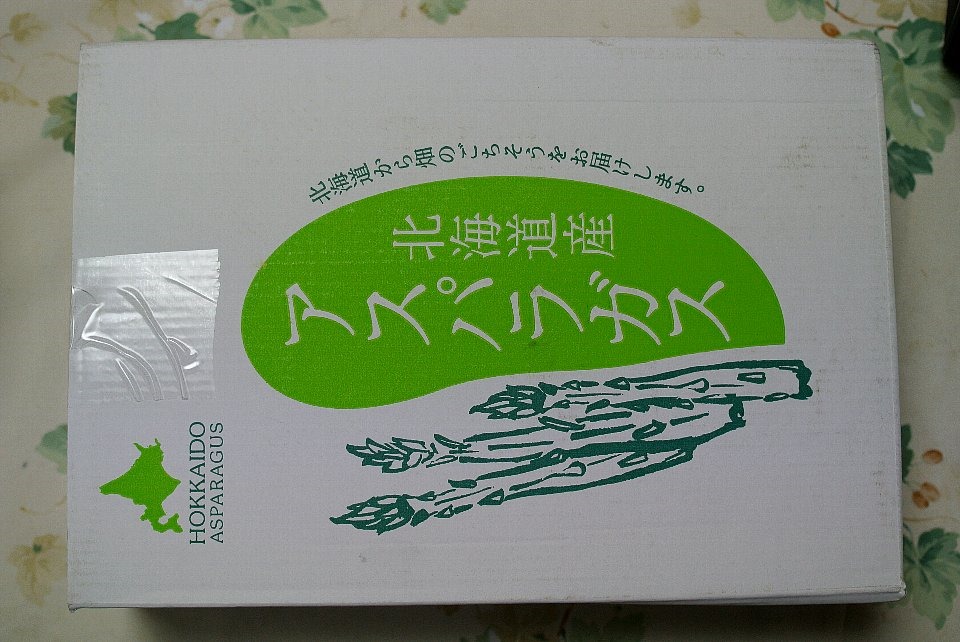 北海道から畑のごちそうをお届けします。
北海道産
アスパラガス
HOKKAIDO
ASPARAGUS